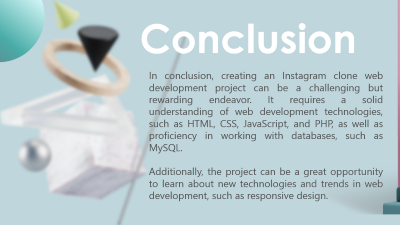 Conclusion
In conclusion, creating an Instagram clone web
development project can be a challenging but
rewarding endeavor. It requires a solid
understanding of web development technologies,
such as HTML, CSS, JavaScript, and PHP, as well as
proficiency in working with databases, such as
MySQL.
Additionally, the project can be a great opportunity
to learn about new technologies and trends in web
development, such as responsive design.